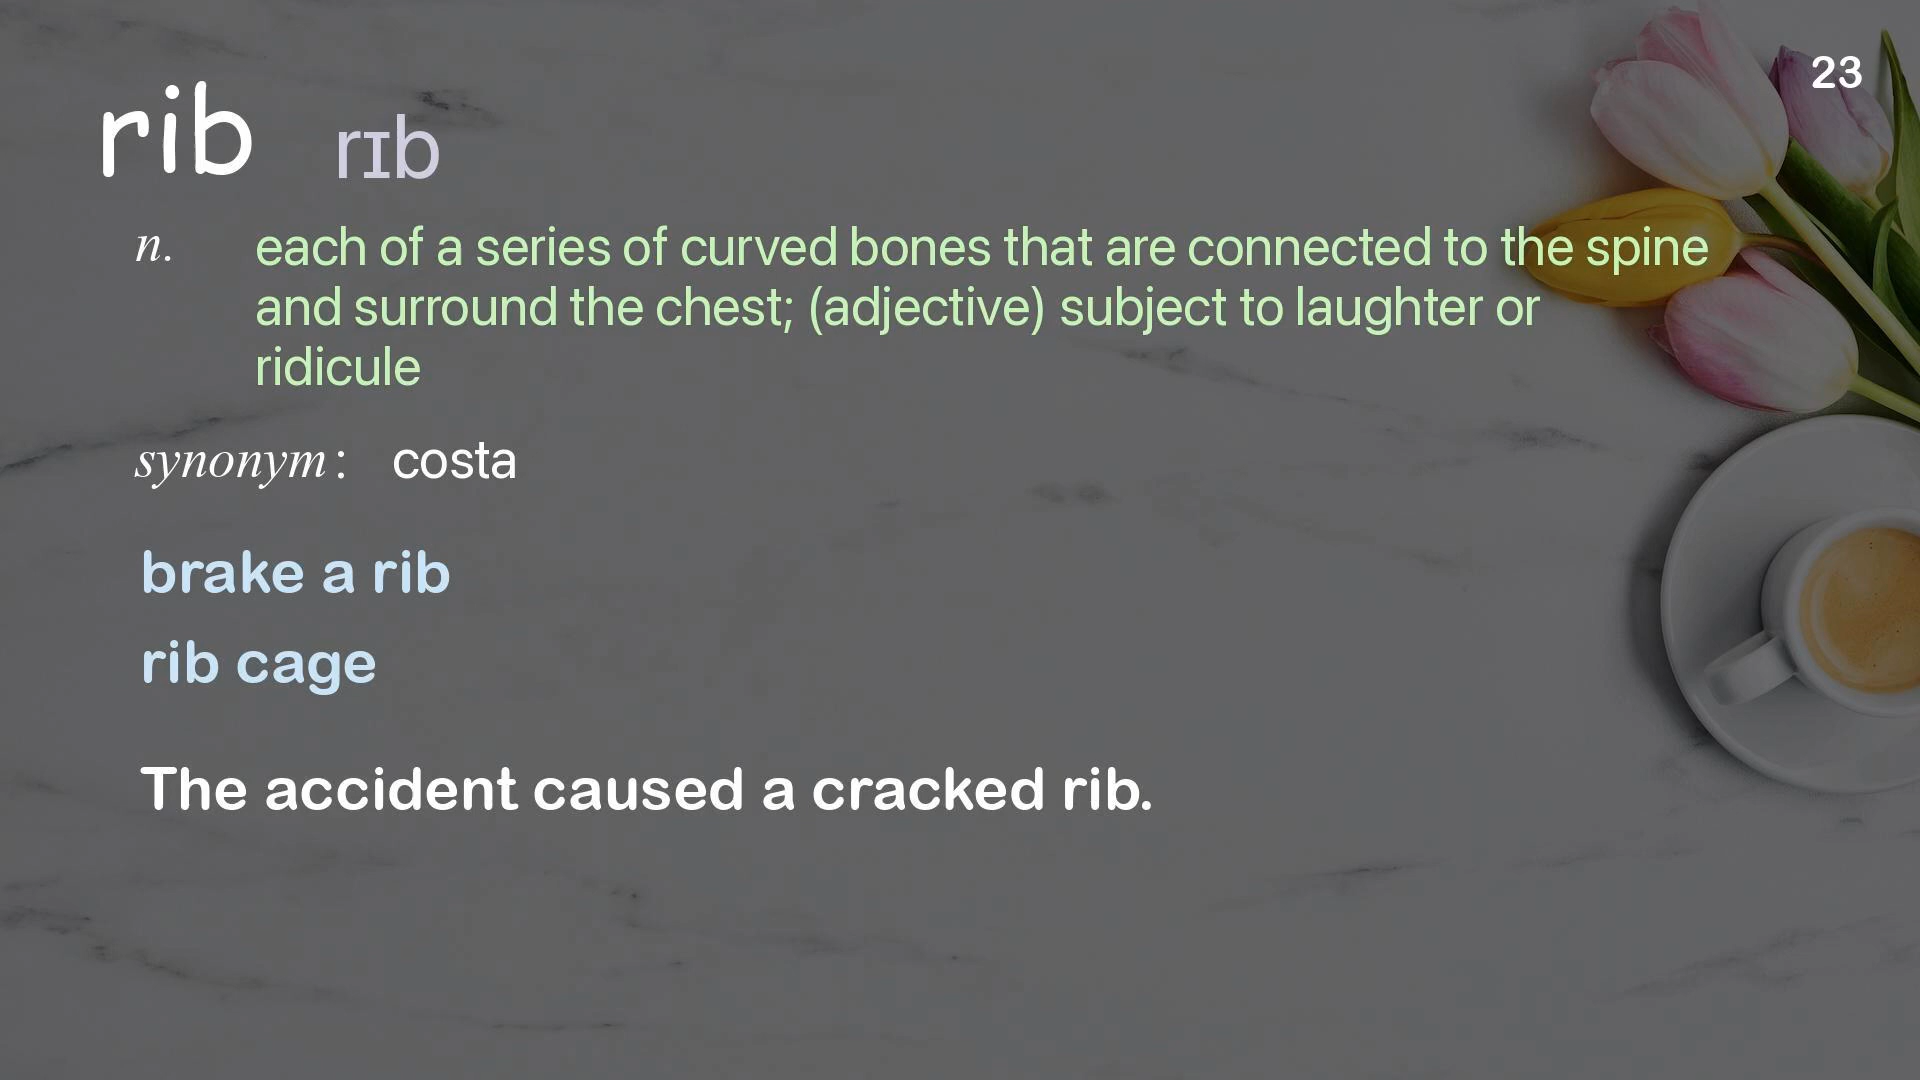 23
rib rɪb
n. each of a series of curved bones that are connected to the spine
and surround the chest; (adjective) subject to laughter or
ridicule
synonym: costa
brake a rib
rib cage
The accident caused a cracked rib.